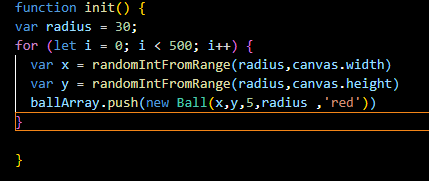 function init() {
var radius = 30;
for (let i = 0; i < 500; i++) {
  var x = randomIntFromRange(radius,canvas.width)
  var y = randomIntFromRange(radius,canvas.height)
  ballArray.push(new Ball(x,y,5,radius ,'red'))
}
}